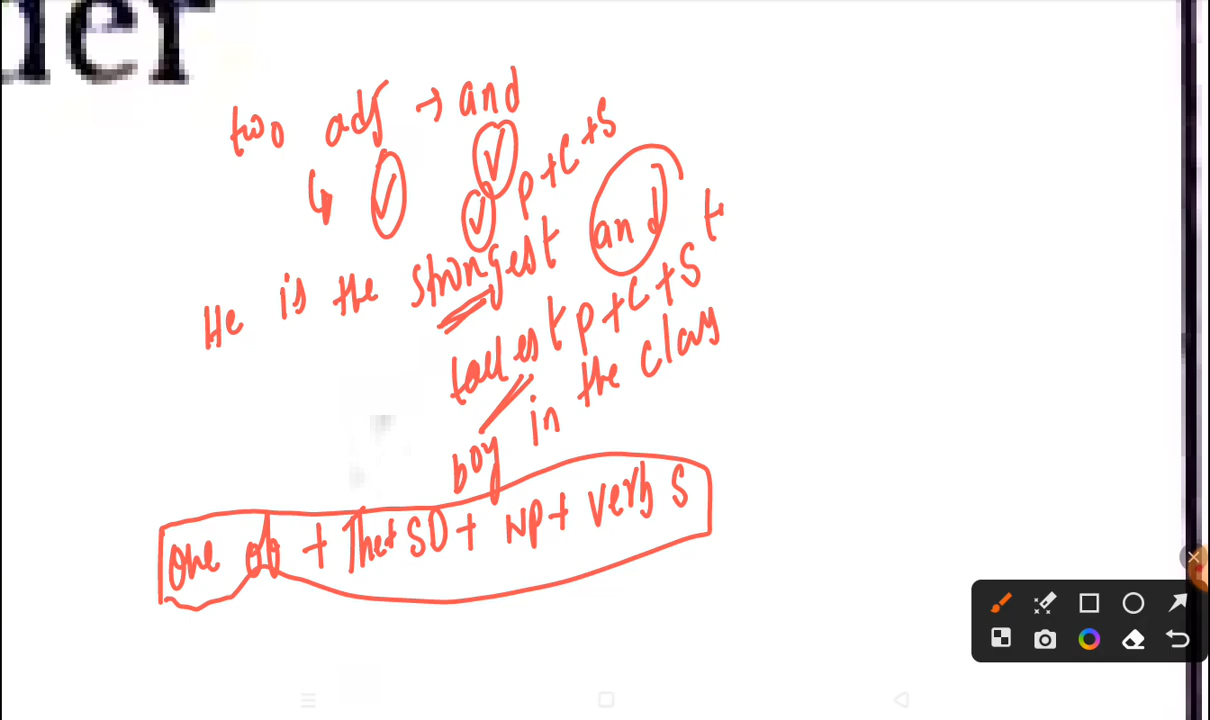 ier
two adj → and
P+C+S
He is the strongest and t
tallest P+C+S
boy in the class
One of + The + SD + NP + verb S